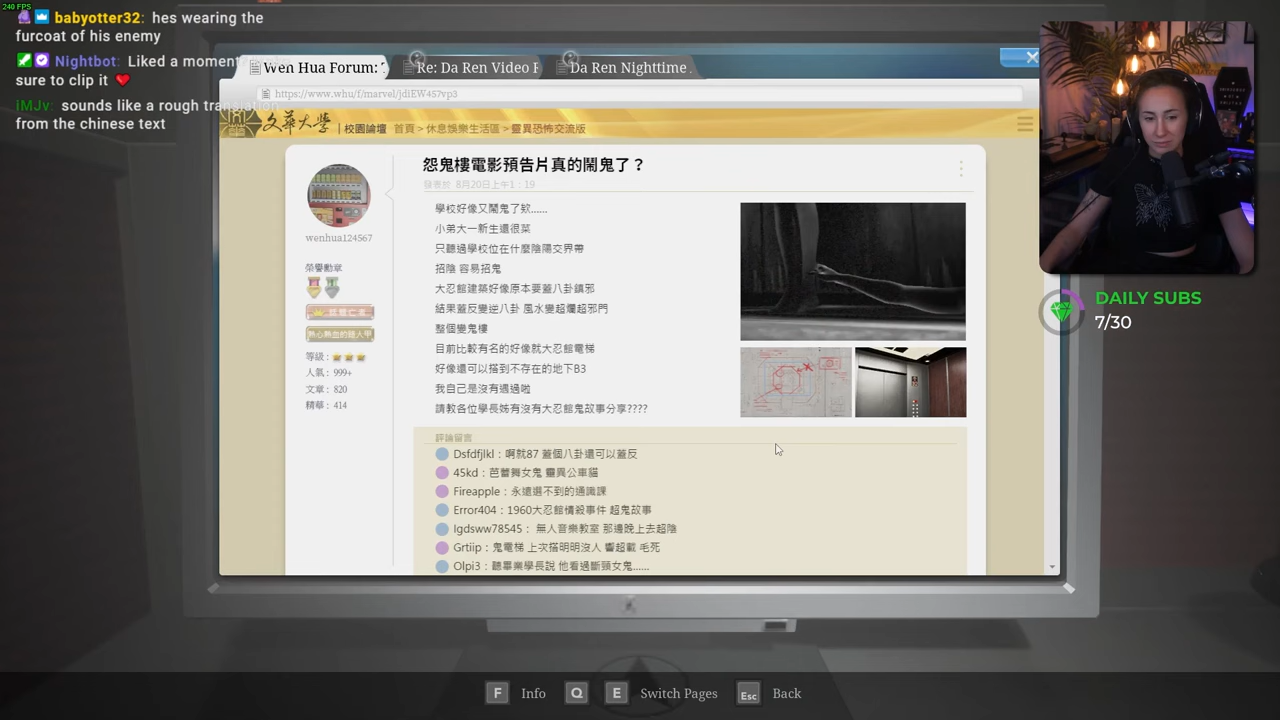 240 FPS
babyotter32: hes wearing the
furcoat of his enemy
Nightbot: Liked a moment
sure to clip it
iMJv: sounds like a rough translation
from the chinese text
Wen Hua Forum:
Re: Da Ren Video F
Da Ren Nighttime
https://www.whu/f/marvel/jdiEW457vp3
文華大學 | 校園論壇 首頁 > 休息娛樂生活區 > 靈異恐怖交流版
怨鬼樓電影預告片真的鬧鬼了？
發表於 8月20日上午1：19
wenhua124567
榮譽勳章
等級：
人氣：999+
文章：820
精華：414
學校好像又鬧鬼了欸......
小弟大一新生還很菜
只聽過學校位在什麼陰陽交界帶
招陰 容易招鬼
大忍館建築好像原本要蓋八卦鎮邪
結果蓋反變逆八卦 風水變超爛超邪門
整個變鬼樓
目前比較有名的好像就大忍館電梯
好像還可以搭到不存在的地下B3
我自己是沒有遇過啦
請教各位學長姊有沒有大忍館鬼故事分享????
評論留言
Dsfdfjlkl：啊就87 蓋個八卦還可以蓋反
45kd：芭蕾舞女鬼 靈異公車貓
Fireapple：永遠選不到的通識課
Error404：1960大忍館情殺事件 超鬼故事
Igdsww78545： 無人音樂教室 那邊晚上去超陰
Grtiip：鬼電梯 上次搭明明沒人 響超載 毛死
Olpi3：聽畢業學長說 他看過斷頭女鬼......
DAILY SUBS
7/30
F Info Q E Switch Pages Esc Back